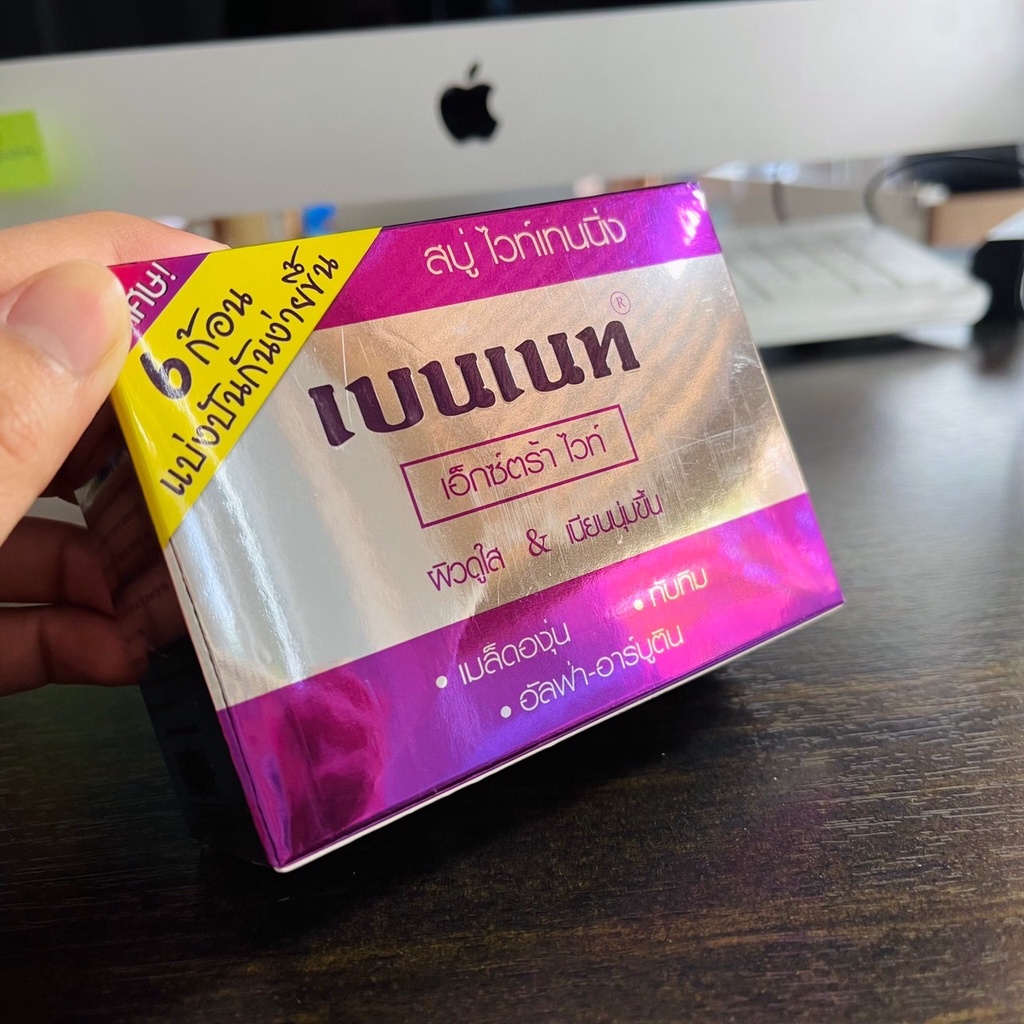 6 ก้อน
แบ่งปันกันง่ายขึ้น
สบู่ ไวท์เทนนิ่ง
เบนเนท®
เอ็กซ์ตร้า ไวท์
ผิวดูใส & เนียนนุ่มขึ้น
• เมล็ดองุ่น • ทับทิม
• อัลฟ่า-อาร์บูติน